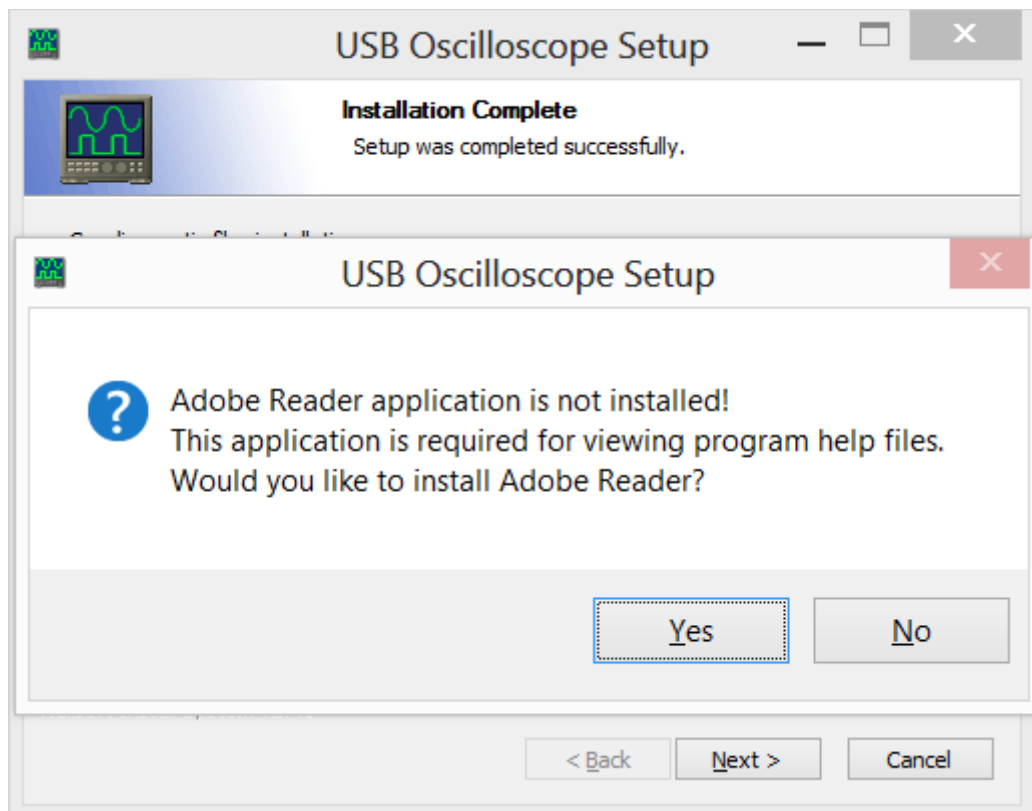 USB Oscilloscope Setup
Installation Complete
Setup was completed successfully.
USB Oscilloscope Setup
Adobe Reader application is not installed!
This application is required for viewing program help files.
Would you like to install Adobe Reader?
Yes
No
< Back
Next >
Cancel